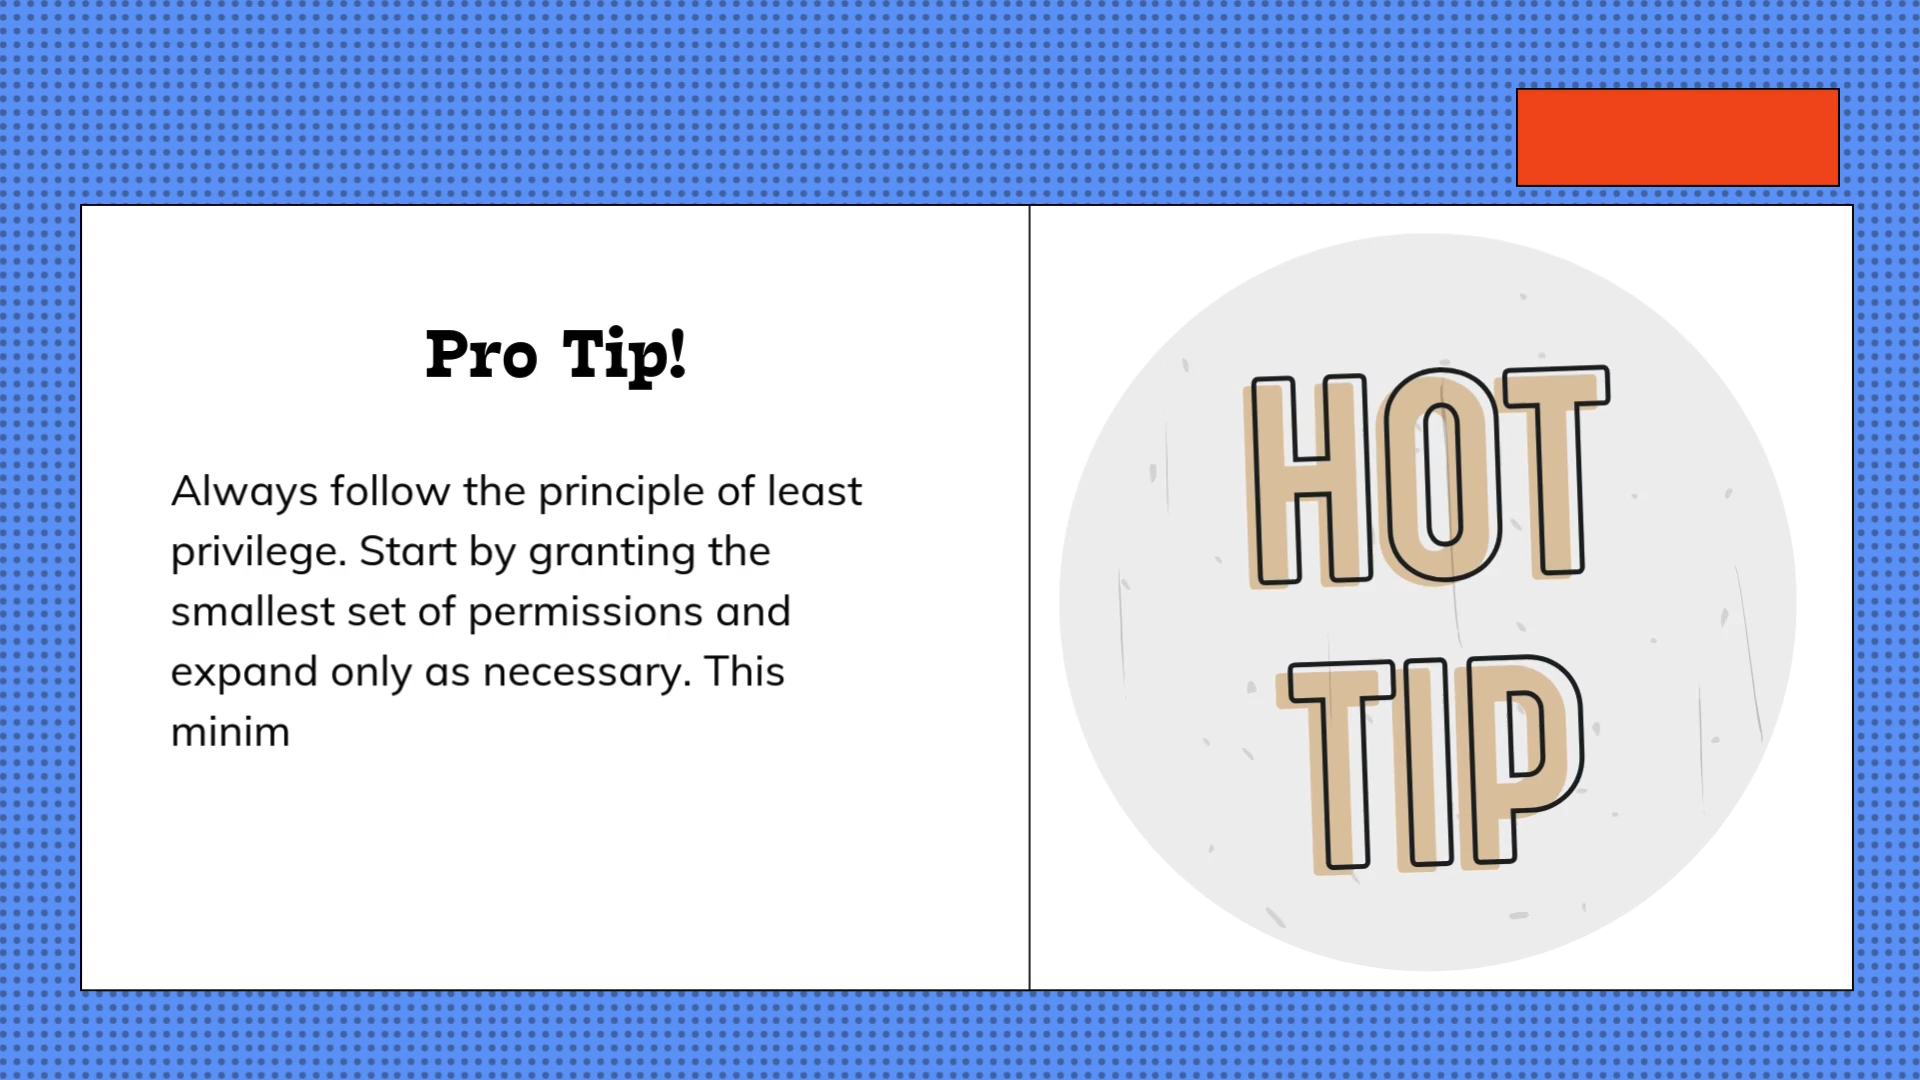 Pro Tip!
Always follow the principle of least
privilege. Start by granting the
smallest set of permissions and
expand only as necessary. This
minim
HOT
TIP